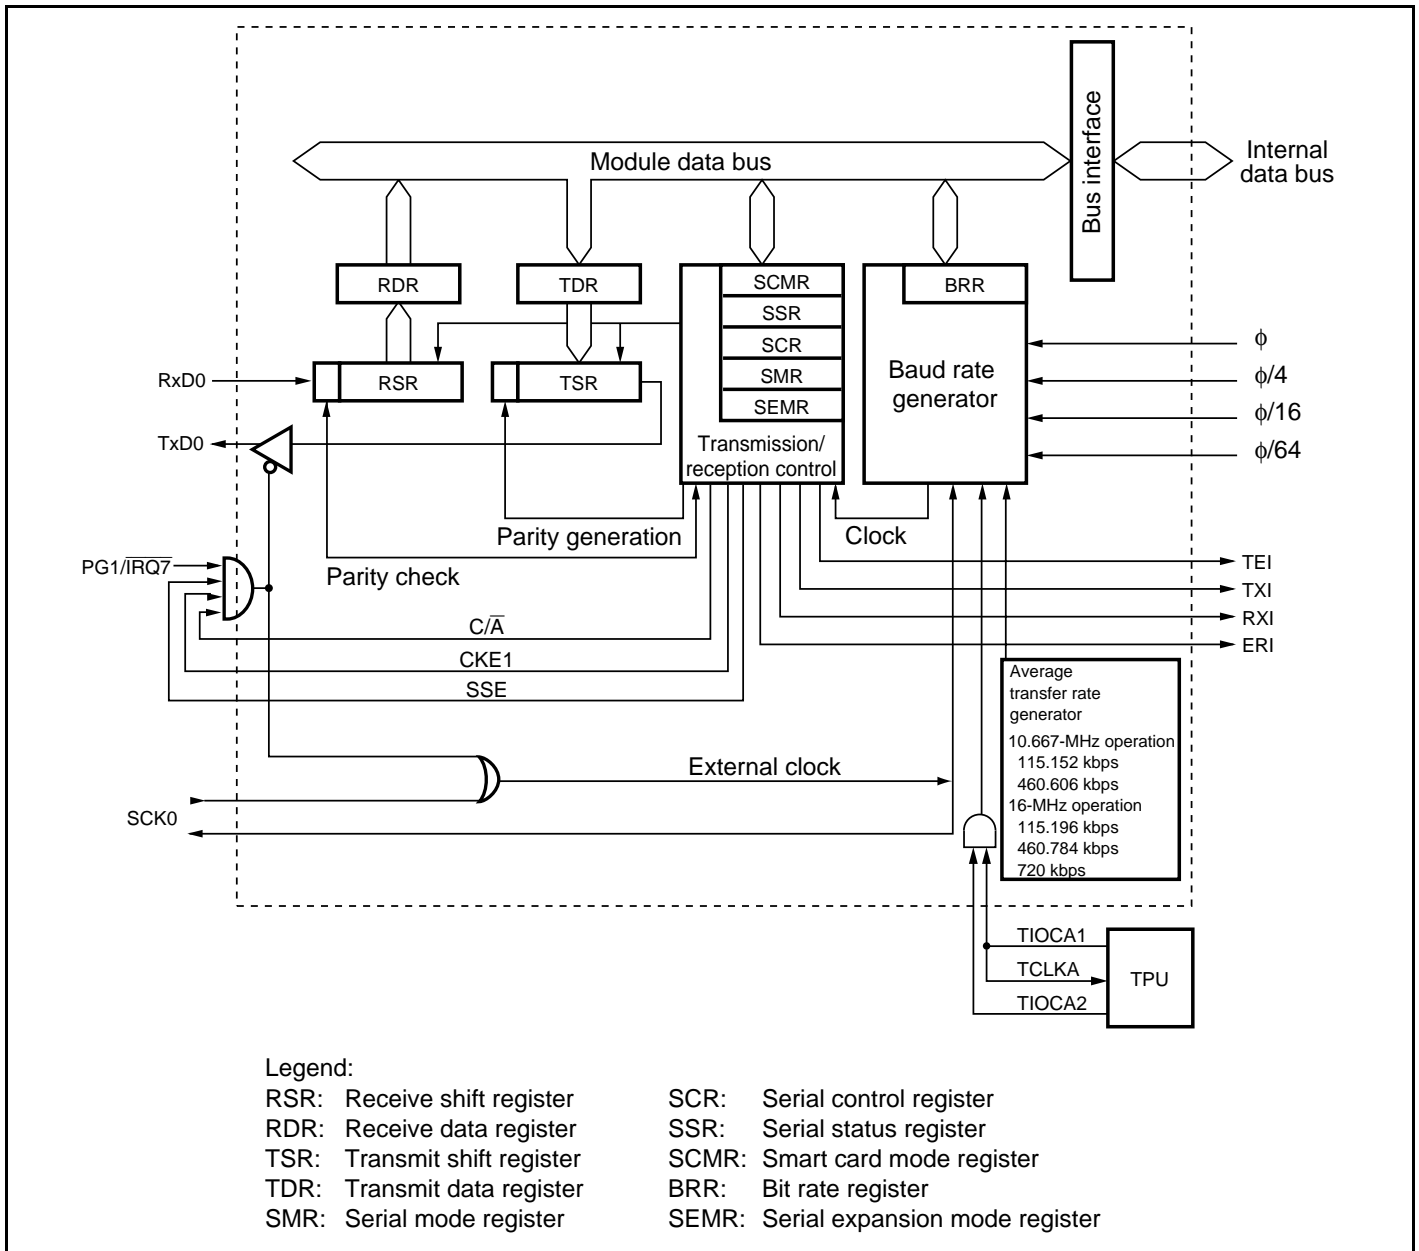 Bus interface
Module data bus
Internal
data bus
RDR
TDR
SCMR
SSR
SCR
SMR
SEMR
BRR
RSR
TSR
Baud rate
generator
Transmission/
reception control
RxD0
TxD0
ϕ
ϕ/4
ϕ/16
ϕ/64
Parity generation
Parity check
Clock
PG1/I̅R̅Q̅7̅
C/A̅
CKE1
SSE
TEI
TXI
RXI
ERI
External clock
SCK0
Average
transfer rate
generator
10.667-MHz operation
115.152 kbps
460.606 kbps
16-MHz operation
115.196 kbps
460.784 kbps
720 kbps
TIOCA1
TCLKA
TIOCA2
TPU
Legend:
RSR: Receive shift register
RDR: Receive data register
TSR: Transmit shift register
TDR: Transmit data register
SMR: Serial mode register
SCR: Serial control register
SSR: Serial status register
SCMR: Smart card mode register
BRR: Bit rate register
SEMR: Serial expansion mode register